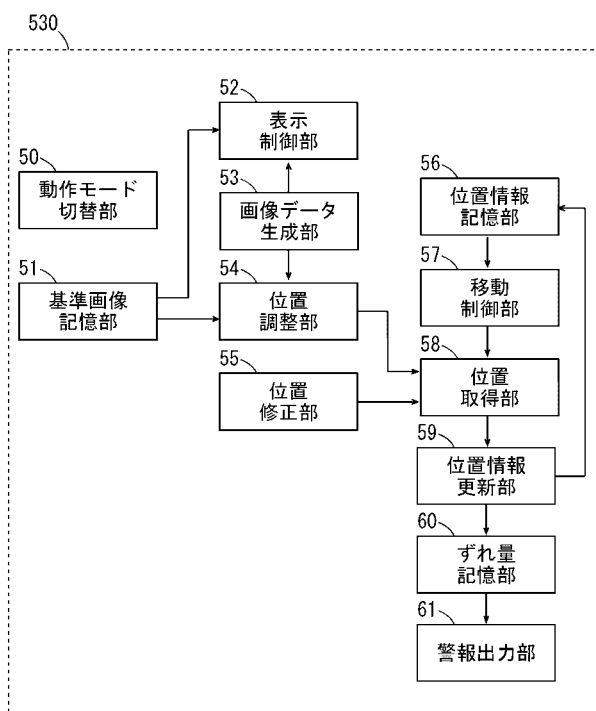 530
52
表示
制御部
50
動作モード
切替部
53
画像データ
生成部
56
位置情報
記憶部
51
基準画像
記憶部
54
位置
調整部
57
移動
制御部
55
位置
修正部
58
位置
取得部
59
位置情報
更新部
60
ずれ量
記憶部
61
警報出力部